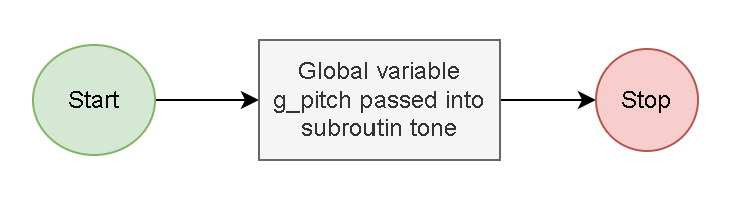 Start
Global variable
g_pitch passed into
subroutin tone
Stop